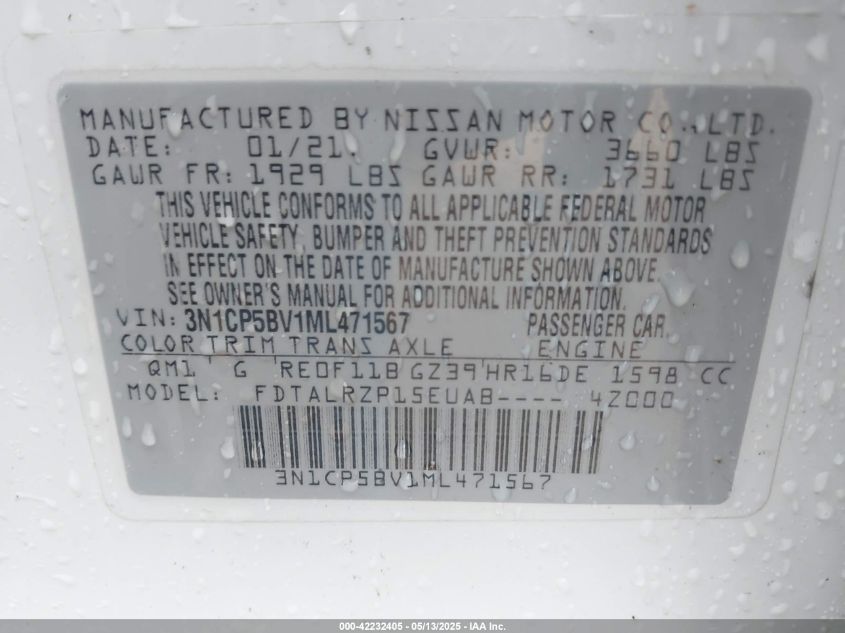 MANUFACTURED BY NISSAN MOTOR CO., LTD.
DATE: 01/21. GVWR: 3660 LBS
GAWR FR: 1929 LBS GAWR RR: 1731 LBS
THIS VEHICLE CONFORMS TO ALL APPLICABLE FEDERAL MOTOR
VEHICLE SAFETY, BUMPER AND THEFT PREVENTION STANDARDS
IN EFFECT ON THE DATE OF MANUFACTURE SHOWN ABOVE.
SEE OWNER'S MANUAL FOR ADDITIONAL INFORMATION.
VIN: 3N1CP5BV1ML471567 PASSENGER CAR.
COLOR TRIM TRANS AXLE ENGINE
QM1 G RE0F11B GZ39 HR16DE 1598 CC
MODEL: FDTALRZP15EUAB---- 4Z000
3N1CP5BV1ML471567
000-42232405 - 05/13/2025 - IAA Inc.